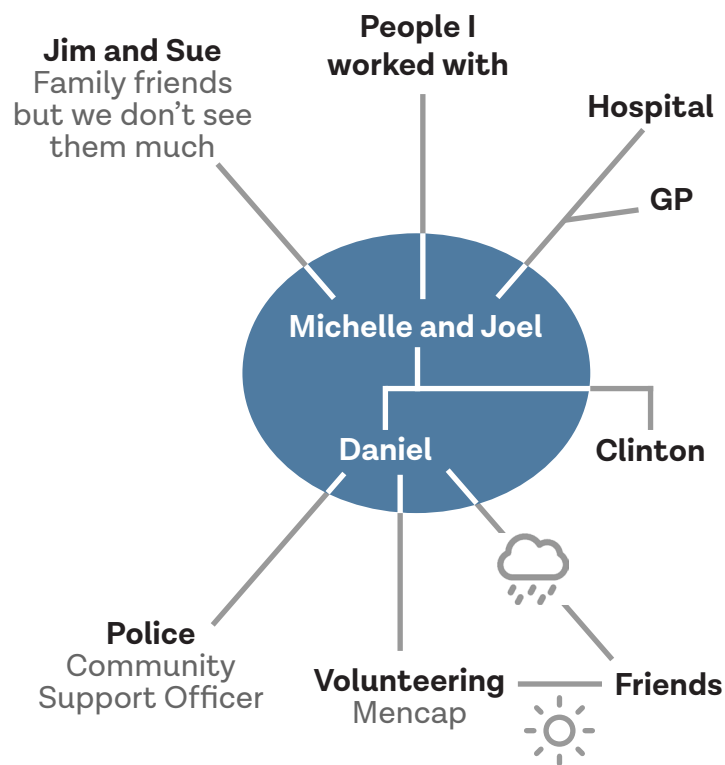 Jim and Sue
Family friends
but we don’t see
them much
People I
worked with
Hospital
GP
Michelle and Joel
Daniel
Clinton
Police
Community
Support Officer
Volunteering
Mencap
Friends